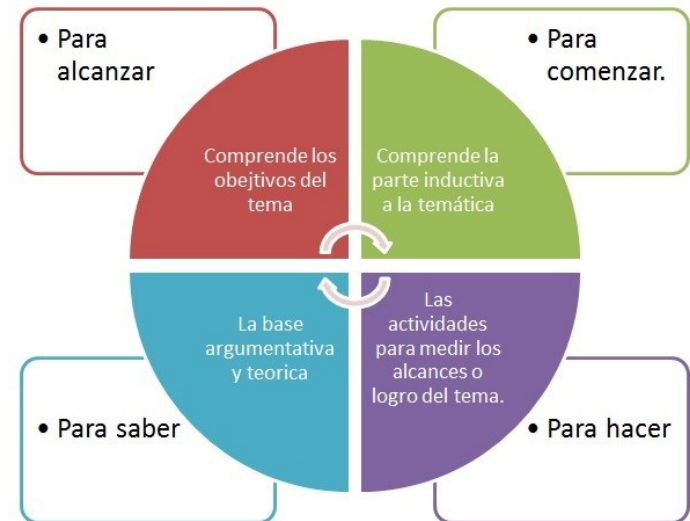 • Para
alcanzar
• Para
comenzar.
Comprende los
obejtivos del
tema
Comprende la
parte inductiva
a la temática
La base
argumentativa
y teorica
Las
actividades
para medir los
alcances o
logro del tema.
• Para saber
• Para hacer